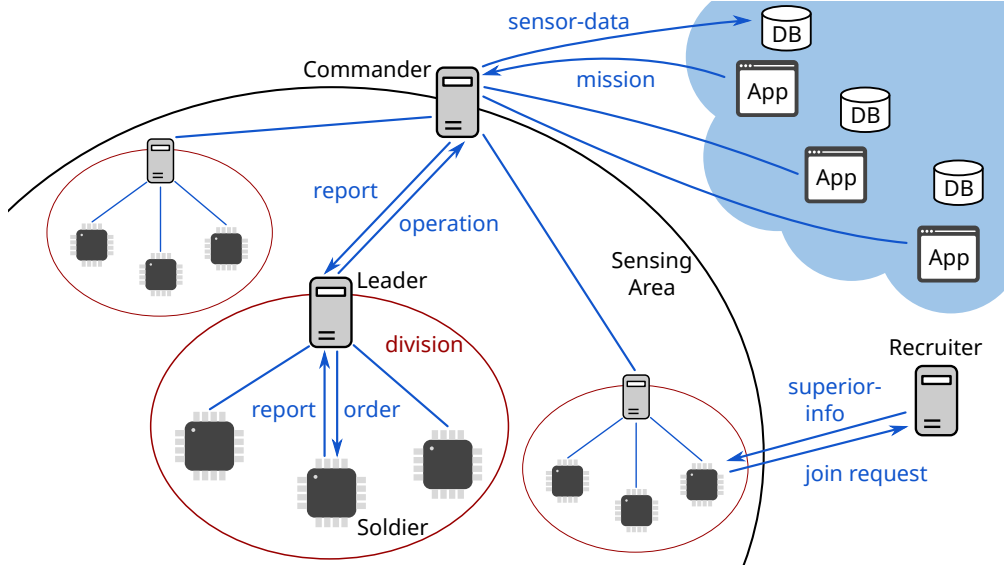 sensor-data
DB
Commander
mission
App
DB
App
report
DB
operation
App
Sensing
Area
Leader
division
Recruiter
superior-
info
report
order
join request
Soldier